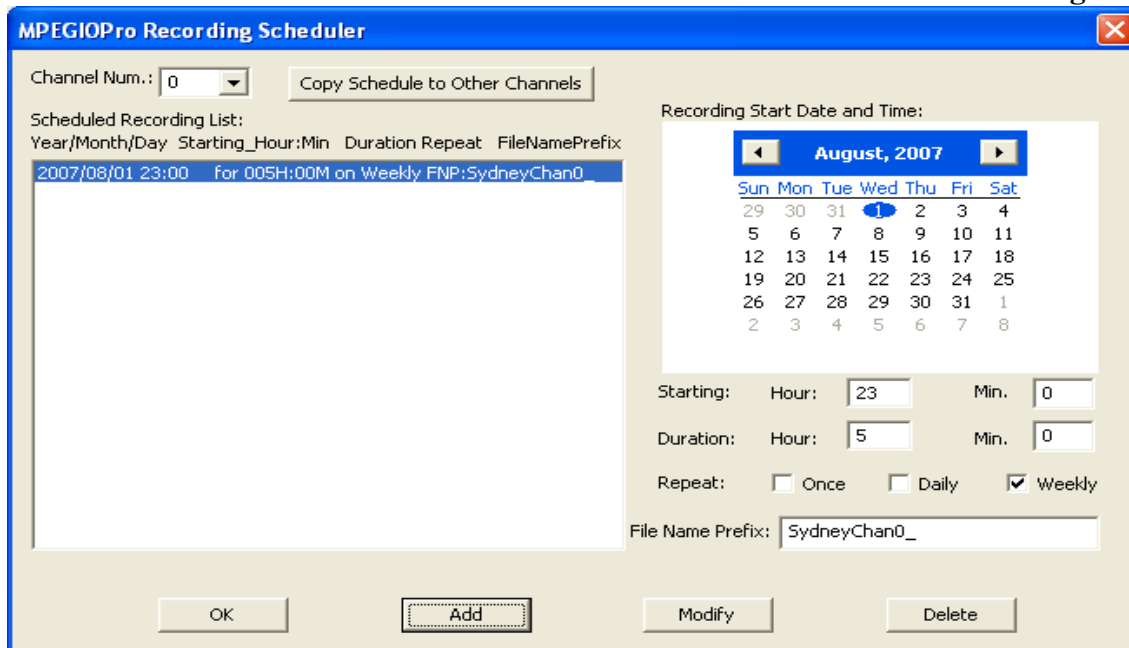 MPEGIOPro Recording Scheduler
Channel Num.: 0 Copy Schedule to Other Channels
Scheduled Recording List:
Year/Month/Day Starting_Hour:Min Duration Repeat FileNamePrefix
2007/08/01 23:00 for 005H:00M on Weekly FNP:SydneyChan0_
Recording Start Date and Time:
August, 2007
Sun Mon Tue Wed Thu Fri Sat
29 30 31 1 2 3 4
5 6 7 8 9 10 11
12 13 14 15 16 17 18
19 20 21 22 23 24 25
26 27 28 29 30 31 1
2 3 4 5 6 7 8
Starting: Hour: 23 Min. 0
Duration: Hour: 5 Min. 0
Repeat: Once Daily Weekly
File Name Prefix: SydneyChan0_
OK Add Modify Delete